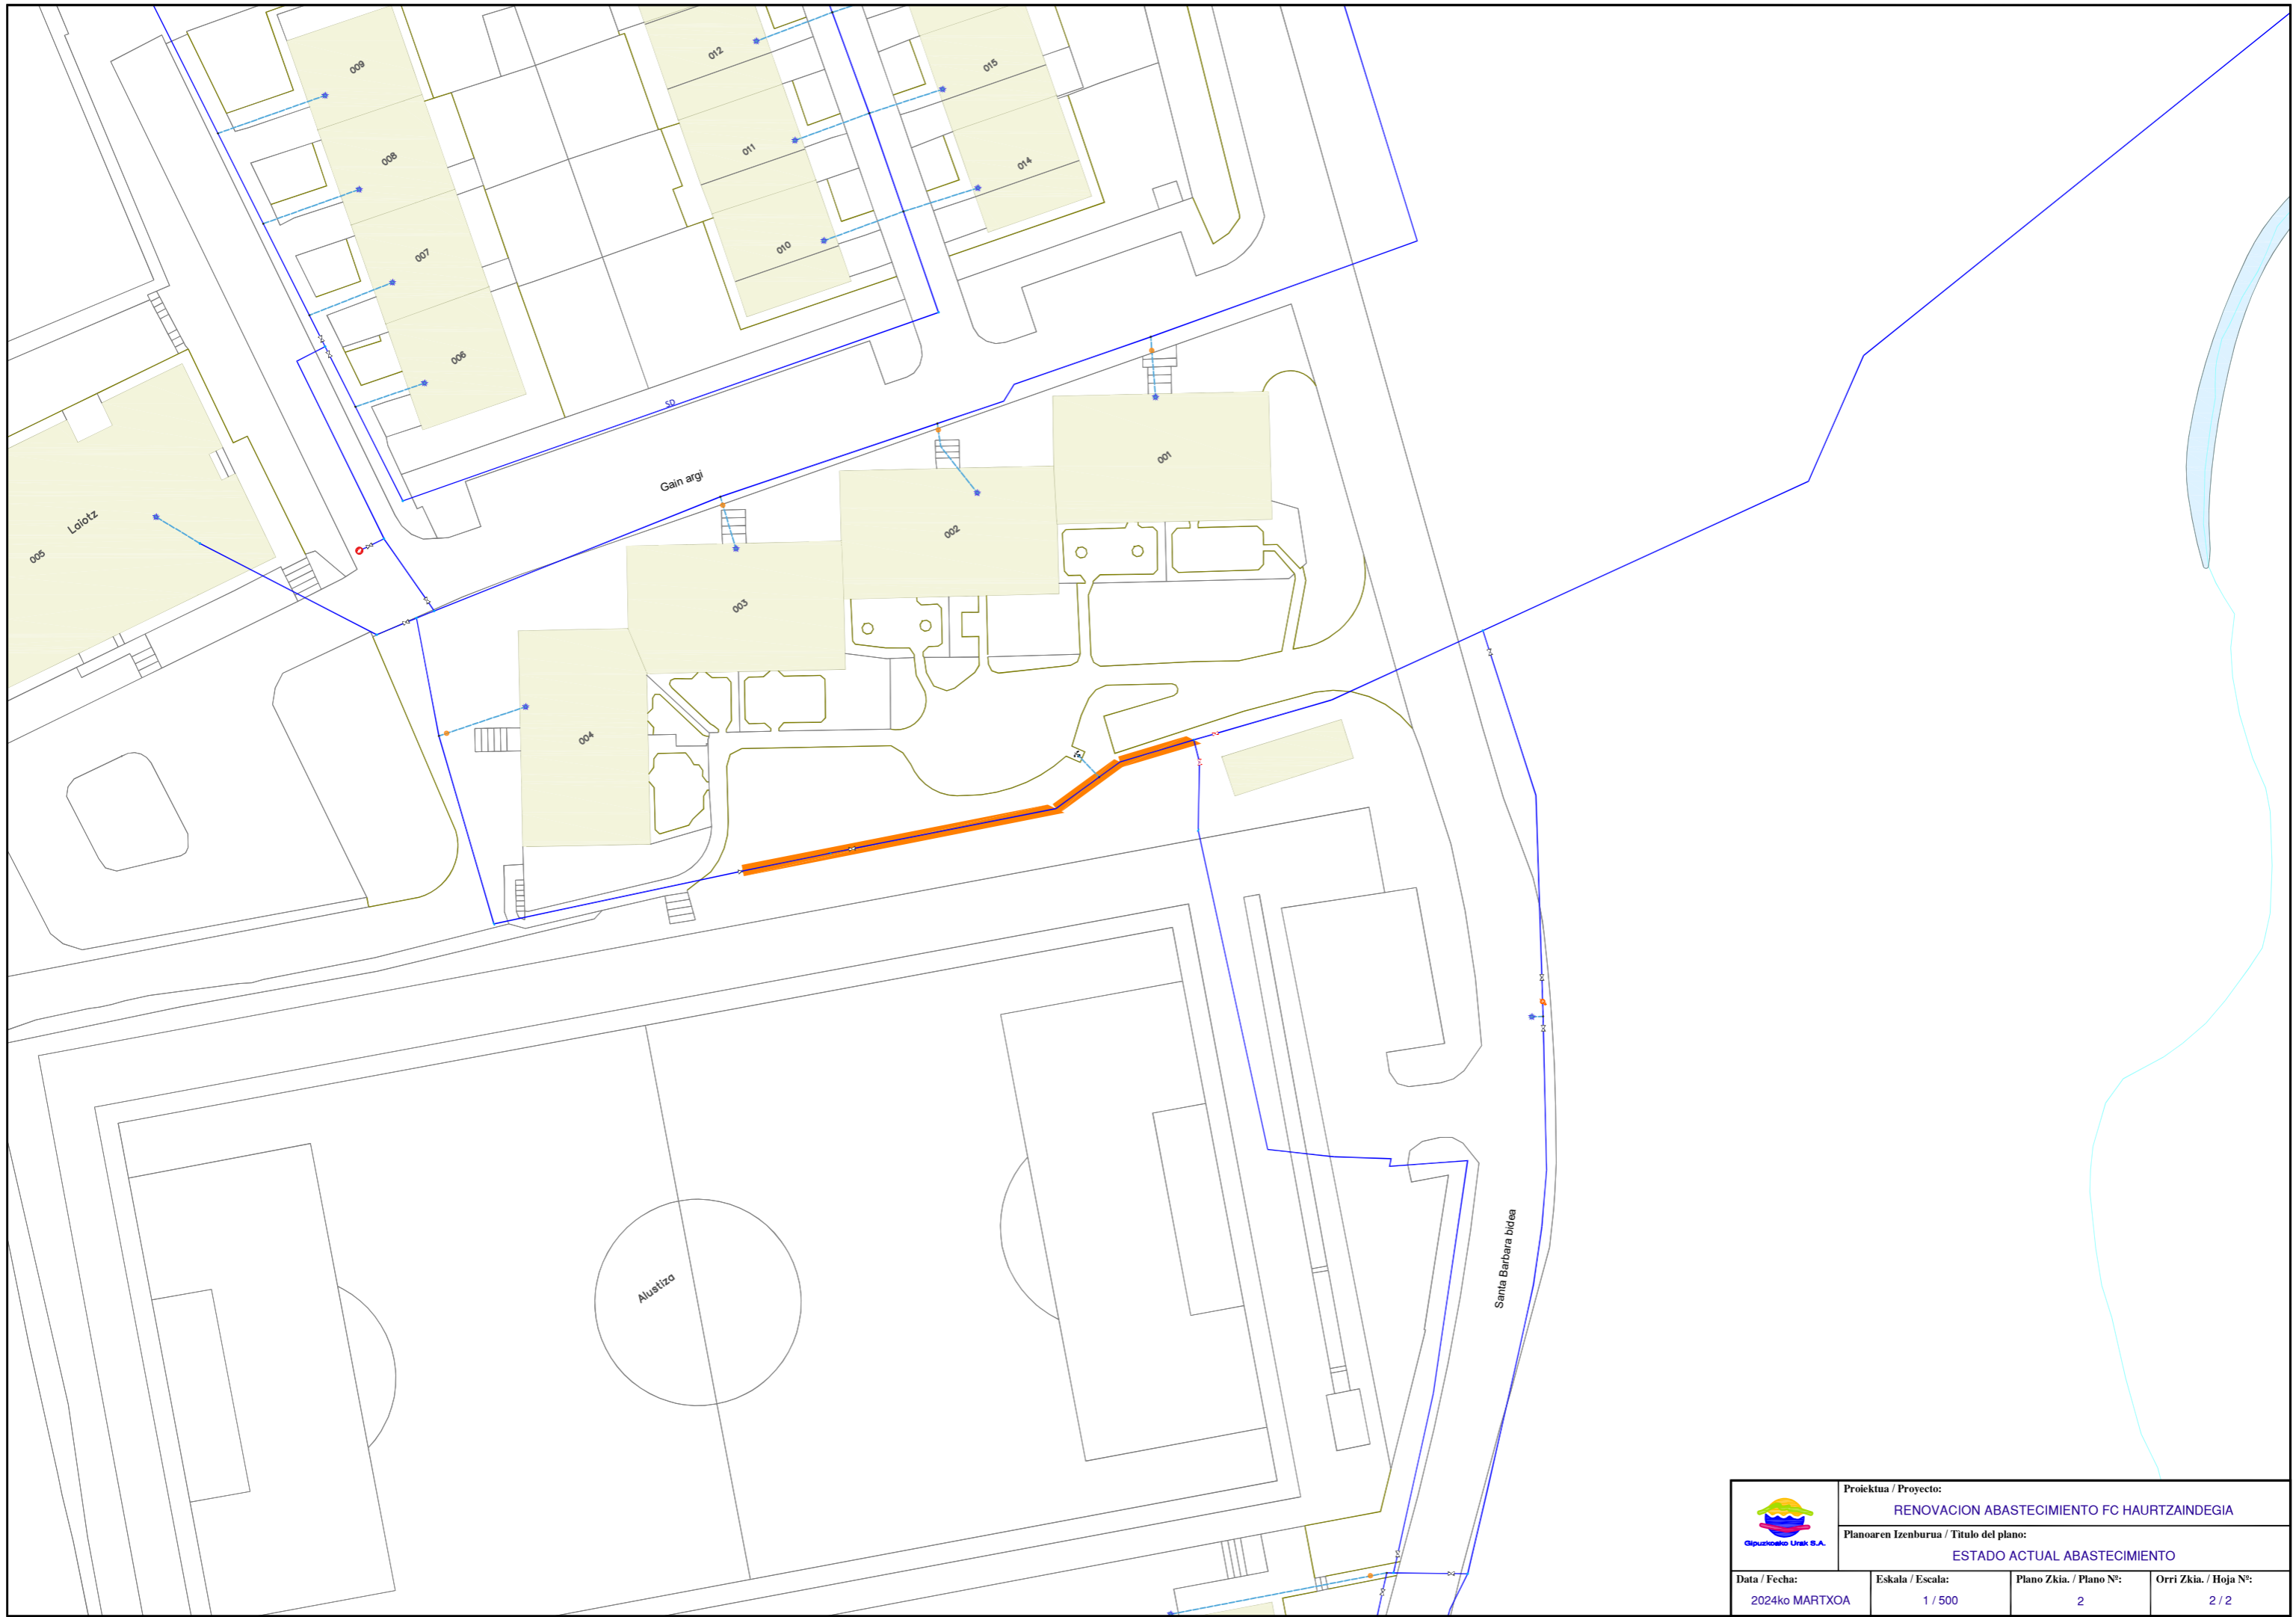 012
009
015
008
011
014
007
010
006
SD
Gain argi
001
Laiotz
002
005
003
004
Alustiza
Santa Barbara bidea
Gipuzkoako Urak S.A.
Proiektua / Proyecto:
RENOVACION ABASTECIMIENTO FC HAURTZAINDEGIA
Planoaren Izenburua / Titulo del plano:
ESTADO ACTUAL ABASTECIMIENTO
Data / Fecha:
2024ko MARTXOA
Eskala / Escala:
1 / 500
Plano Zkia. / Plano Nº:
2
Orri Zkia. / Hoja Nº:
2 / 2